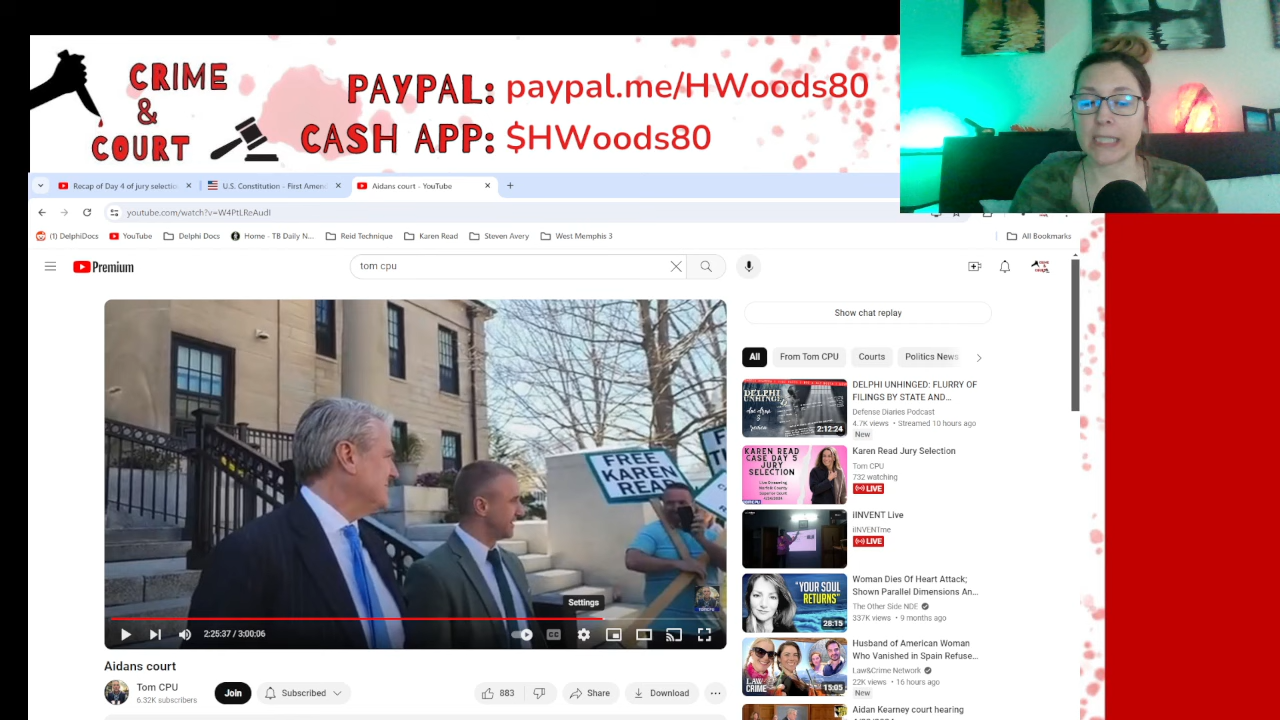 CRIME
&
COURT
PAYPAL: paypal.me/HWoods80
CASH APP: $HWoods80
Recap of Day 4 of jury selectio
U.S. Constitution - First Amen
Aidans court - YouTube
youtube.com/watch?v=W4PtLReAudI
(1) DelphiDocs
YouTube
Delphi Docs
Home - TB Daily N...
Reid Technique
Karen Read
Steven Avery
West Memphis 3
All Bookmarks
Premium
tom cpu
FREE
KAREN
READ
Settings
2:25:37 / 3:00:06
CC
Aidans court
Tom CPU
6.32K subscribers
Join
Subscribed
883
Share
Download
Show chat replay
All
From Tom CPU
Courts
Politics News
DELPHI UNHINGED
2:12:24
DELPHI UNHINGED: FLURRY OF
FILINGS BY STATE AND...
Defense Diaries Podcast
4.7K views • Streamed 10 hours ago
New
KAREN READ
CASE DAY 5
JURY
SELECTION
Karen Read Jury Selection
Tom CPU
732 watching
LIVE
iINVENT Live
iINVENTme
LIVE
"YOUR SOUL
RETURNS"
28:15
Woman Dies Of Heart Attack;
Shown Parallel Dimensions An...
The Other Side NDE
337K views • 9 months ago
LAW&
CRIME
15:05
Husband of American Woman
Who Vanished in Spain Refuse...
Law&Crime Network
22K views • 16 hours ago
New
Aidan Kearney court hearing